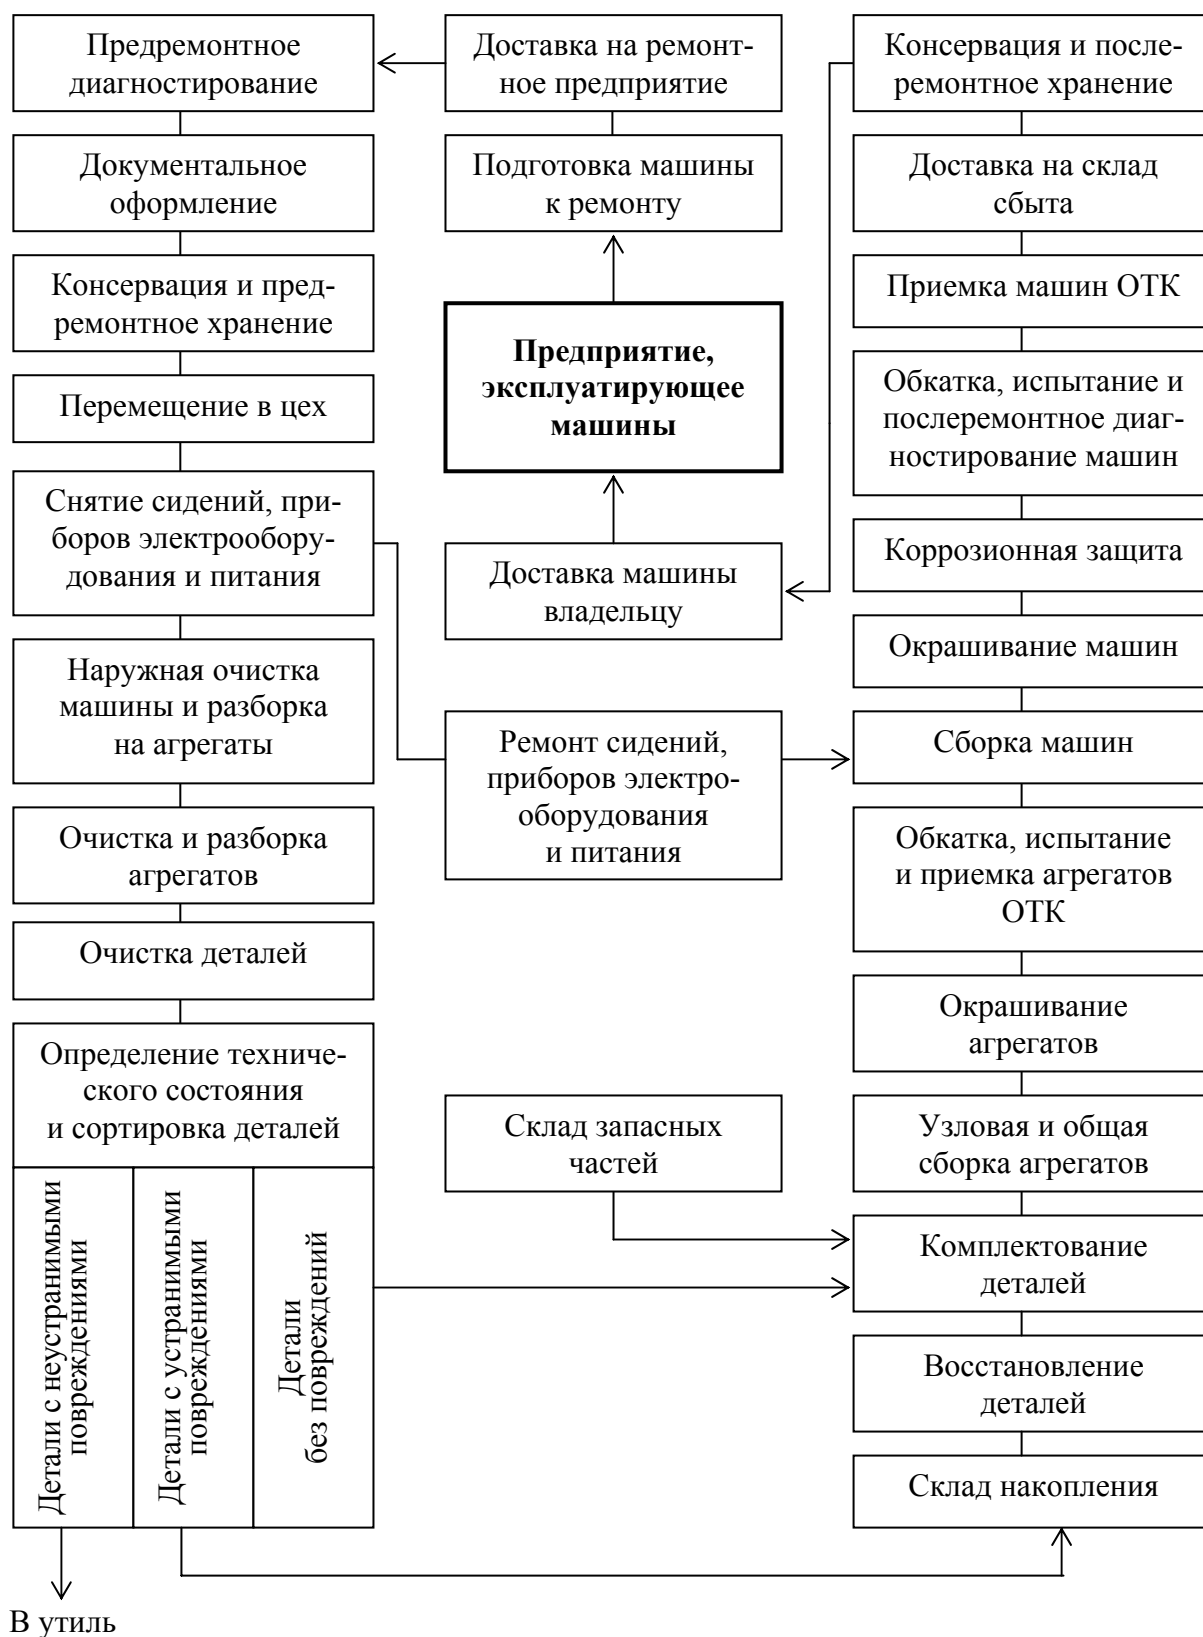 Предремонтное
диагностирование
Документальное
оформление
Консервация и пред-
ремонтное хранение
Перемещение в цех
Снятие сидений, при-
боров электрообору-
дования и питания
Наружная очистка
машины и разборка
на агрегаты
Очистка и разборка
агрегатов
Очистка деталей
Определение техниче-
ского состояния
и сортировка деталей
Детали с неустранимыми
повреждениями
Детали с устранимыми
повреждениями
Детали
без повреждений
В утиль
Доставка на ремонт-
ное предприятие
Подготовка машины
к ремонту
Предприятие,
эксплуатирующее
машины
Доставка машины
владельцу
Ремонт сидений,
приборов электро-
оборудования
и питания
Склад запасных
частей
Консервация и после-
ремонтное хранение
Доставка на склад
сбыта
Приемка машин ОТК
Обкатка, испытание и
послеремонтное диаг-
ностирование машин
Коррозионная защита
Окрашивание машин
Сборка машин
Обкатка, испытание
и приемка агрегатов
ОТК
Окрашивание
агрегатов
Узловая и общая
сборка агрегатов
Комплектование
деталей
Восстановление
деталей
Склад накопления